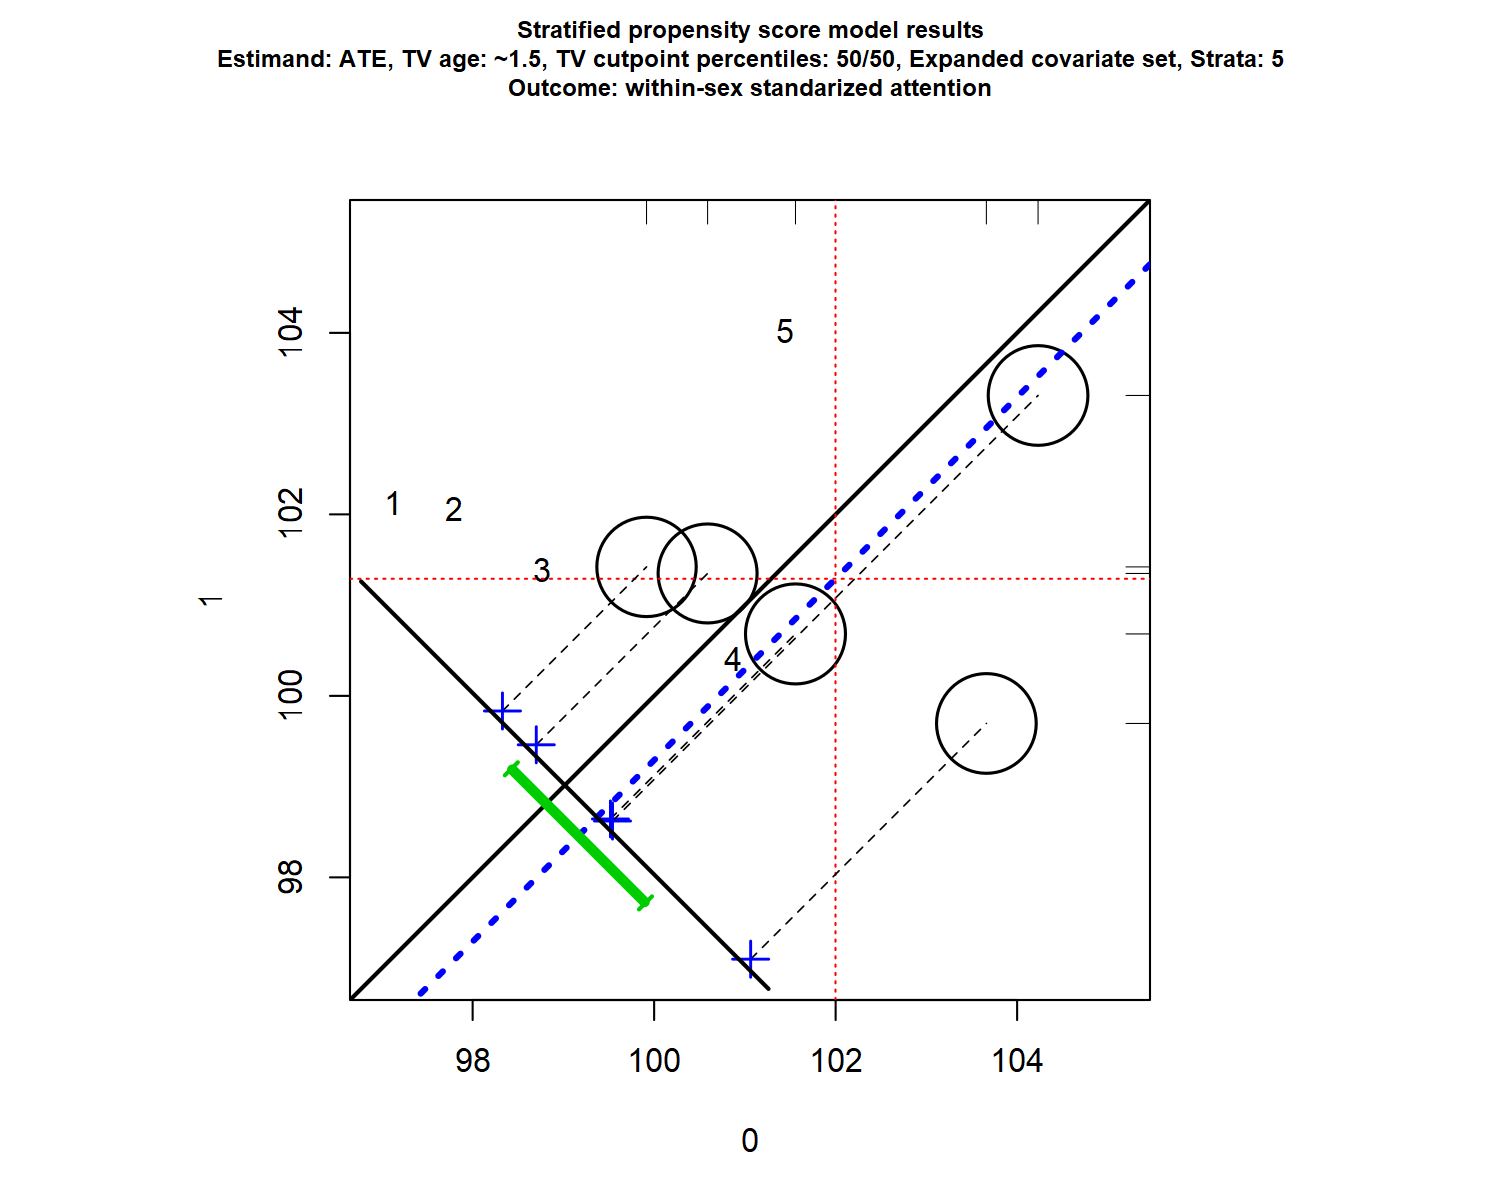 Stratified propensity score model results
Estimand: ATE, TV age: ~1.5, TV cutpoint percentiles: 50/50, Expanded covariate set, Strata: 5
Outcome: within-sex standarized attention
104
102
100
98
1
5
1
2
3
4
98 100 102 104
0